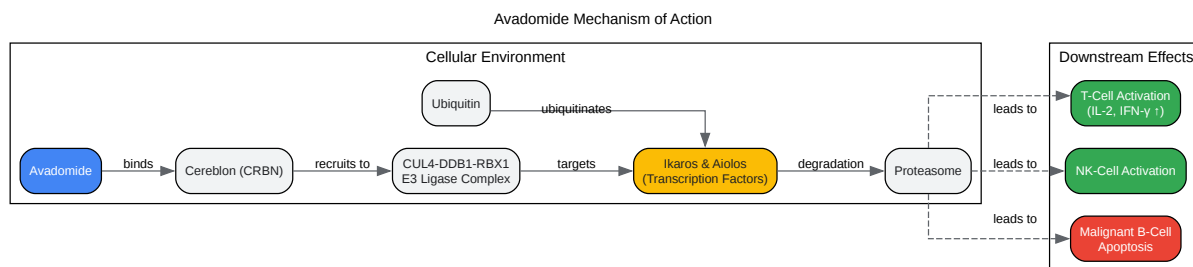 Avadomide Mechanism of Action
Cellular Environment
Downstream Effects
Ubiquitin
ubiquitinates
leads to
T-Cell Activation
(IL-2, IFN-γ ↑)
Avadomide
binds
Cereblon (CRBN)
recruits to
CUL4-DDB1-RBX1
E3 Ligase Complex
targets
Ikaros & Aiolos
(Transcription Factors)
degradation
Proteasome
leads to
NK-Cell Activation
leads to
Malignant B-Cell
Apoptosis